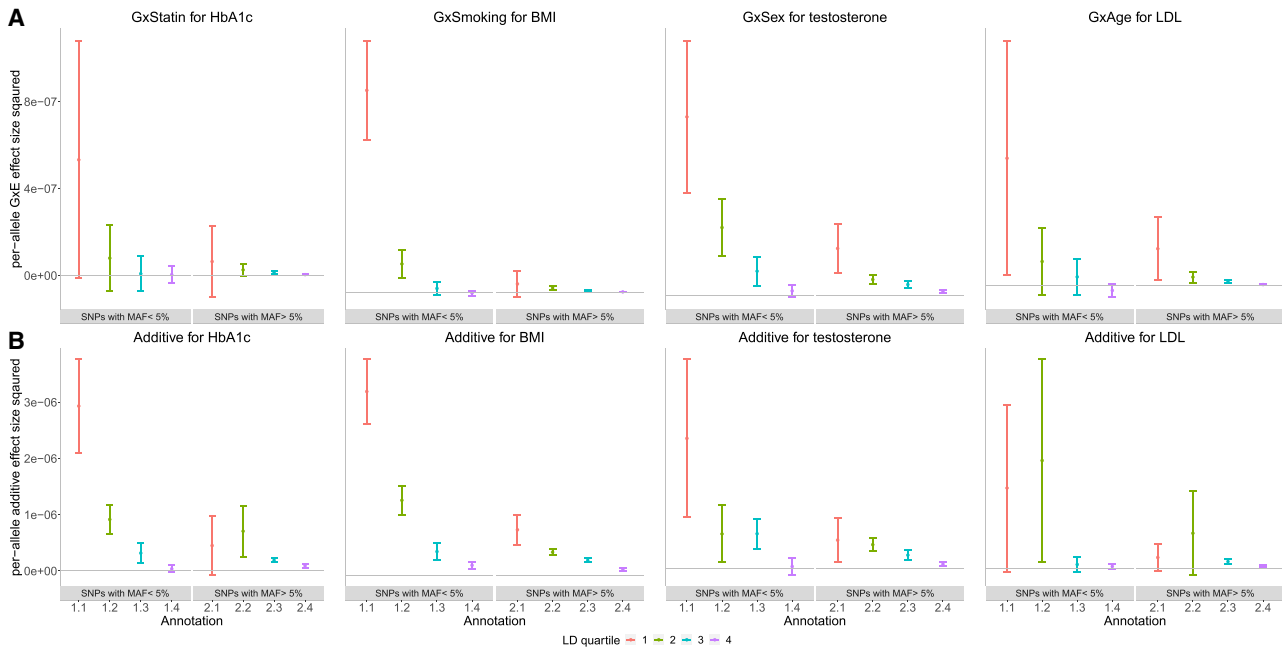 A
GxStatin for HbA1c
GxSmoking for BMI
GxSex for testosterone
GxAge for LDL
per-allele GxE effect size sqaured
8e−07
4e−07
0e+00
SNPs with MAF< 5% SNPs with MAF> 5%
SNPs with MAF< 5% SNPs with MAF> 5%
SNPs with MAF< 5% SNPs with MAF> 5%
SNPs with MAF< 5% SNPs with MAF> 5%
B
Additive for HbA1c
Additive for BMI
Additive for testosterone
Additive for LDL
per−allele additive effect size sqaured
3e−06
2e−06
1e−06
0e+00
SNPs with MAF< 5% SNPs with MAF> 5%
SNPs with MAF< 5% SNPs with MAF> 5%
SNPs with MAF< 5% SNPs with MAF> 5%
SNPs with MAF< 5% SNPs with MAF> 5%
1.1 1.2 1.3 1.4 2.1 2.2 2.3 2.4
1.1 1.2 1.3 1.4 2.1 2.2 2.3 2.4
1.1 1.2 1.3 1.4 2.1 2.2 2.3 2.4
1.1 1.2 1.3 1.4 2.1 2.2 2.3 2.4
Annotation
Annotation
Annotation
Annotation
LD quartile 1 2 3 4